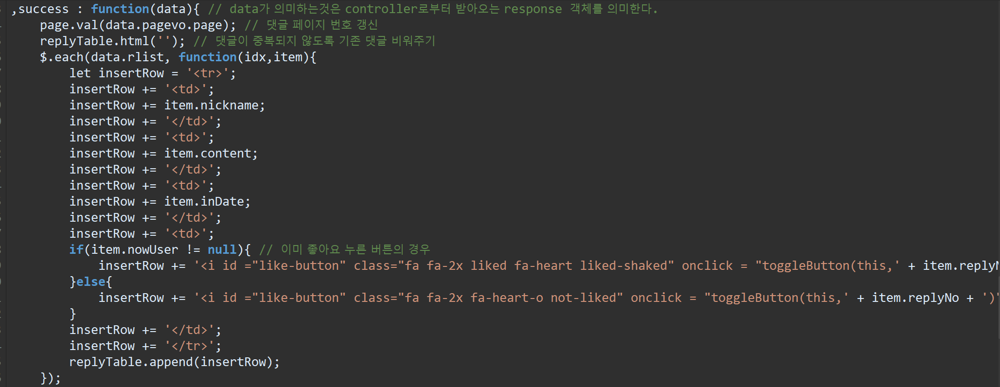 ,success : function(data){ // data가 의미하는것은 controller로부터 받아오는 response 객체를 의미한다.
page.val(data.pagevo.page); // 댓글 페이지 번호 갱신
replyTable.html(''); // 댓글이 중복되지 않도록 기존 댓글 비워주기
$.each(data.rlist, function(idx,item){
let insertRow = '<tr>';
insertRow += '<td>';
insertRow += item.nickname;
insertRow += '</td>';
insertRow += '<td>';
insertRow += item.content;
insertRow += '</td>';
insertRow += '<td>';
insertRow += item.inDate;
insertRow += '</td>';
insertRow += '<td>';
if(item.nowUser != null){ // 이미 좋아요 누른 버튼의 경우
insertRow += '<i id ="like-button" class="fa fa-2x liked fa-heart liked-shaked" onclick = "toggleButton(this,' + item.reply
}else{
insertRow += '<i id ="like-button" class="fa fa-2x fa-heart-o not-liked" onclick = "toggleButton(this,' + item.replyNo + ')
}
insertRow += '</td>';
insertRow += '</tr>';
replyTable.append(insertRow);
});